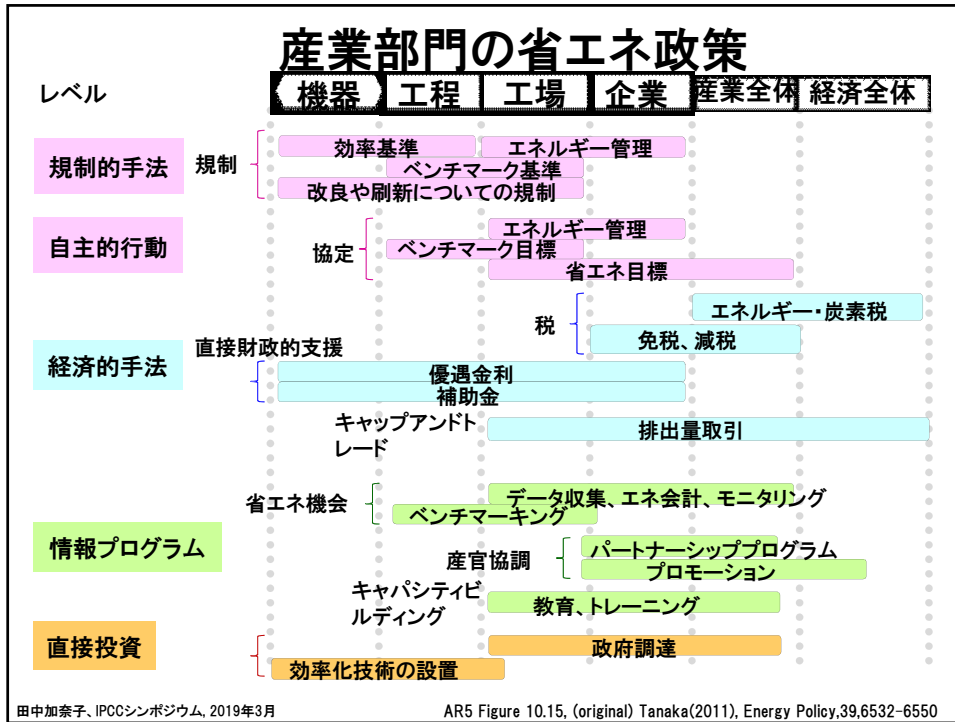 産業部門の省エネ政策
レベル
機器
工程
工場
企業
産業全体
経済全体
規制的手法
規制
効率基準
エネルギー管理
ベンチマーク基準
改良や刷新についての規制
自主的行動
協定
エネルギー管理
ベンチマーク目標
省エネ目標
経済的手法
税
エネルギー・炭素税
免税、減税
直接財政的支援
優遇金利
補助金
キャップアンドト
レード
排出量取引
情報プログラム
省エネ機会
データ収集、エネ会計、モニタリング
ベンチマーキング
産官協調
パートナーシッププログラム
プロモーション
キャパシティビ
ルディング
教育、トレーニング
直接投資
政府調達
効率化技術の設置
田中加奈子、IPCCシンポジウム, 2019年3月
AR5 Figure 10.15, (original) Tanaka(2011), Energy Policy,39,6532-6550